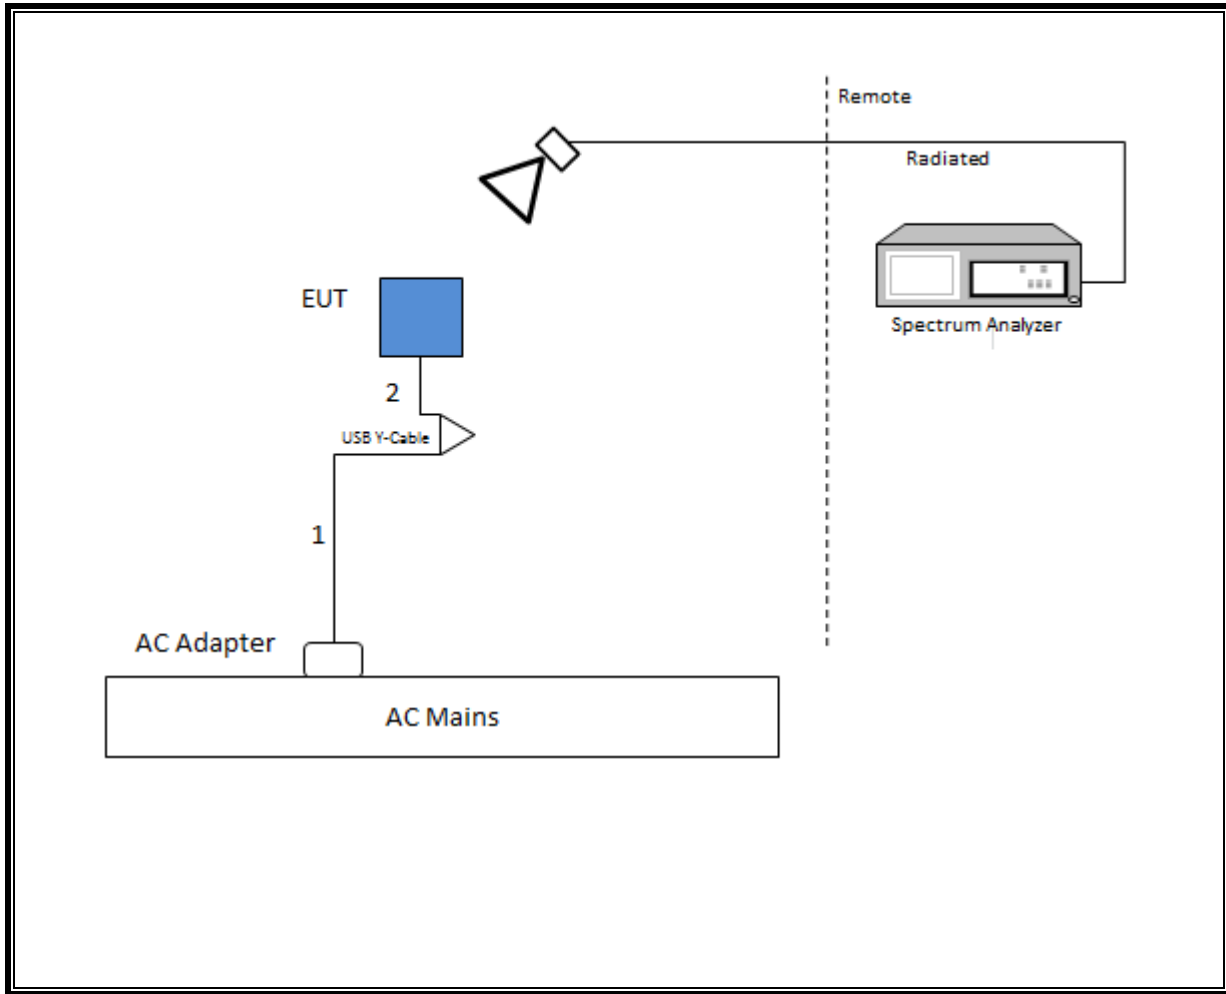 Remote
Radiated
EUT
Spectrum Analyzer
2
USB Y-Cable
1
AC Adapter
AC Mains